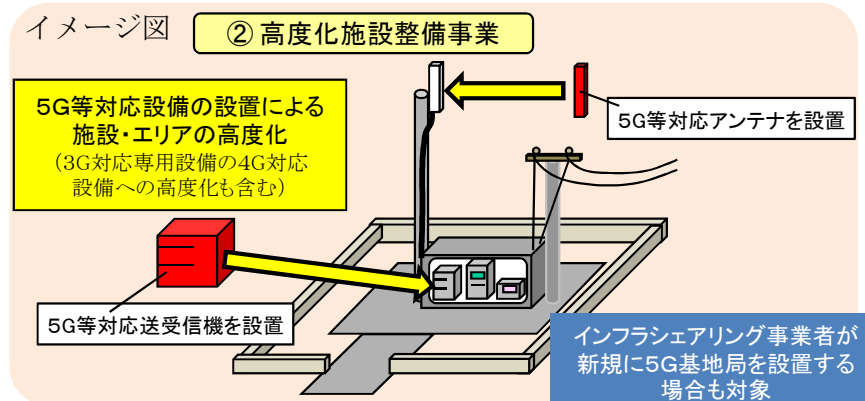 イメージ図
② 高度化施設整備事業
5G等対応設備の設置による
施設・エリアの高度化
（3G対応専用設備の4G対応
設備への高度化も含む）
5G等対応アンテナを設置
5G等対応送受信機を設置
インフラシェアリング事業者が
新規に5G基地局を設置する
場合も対象